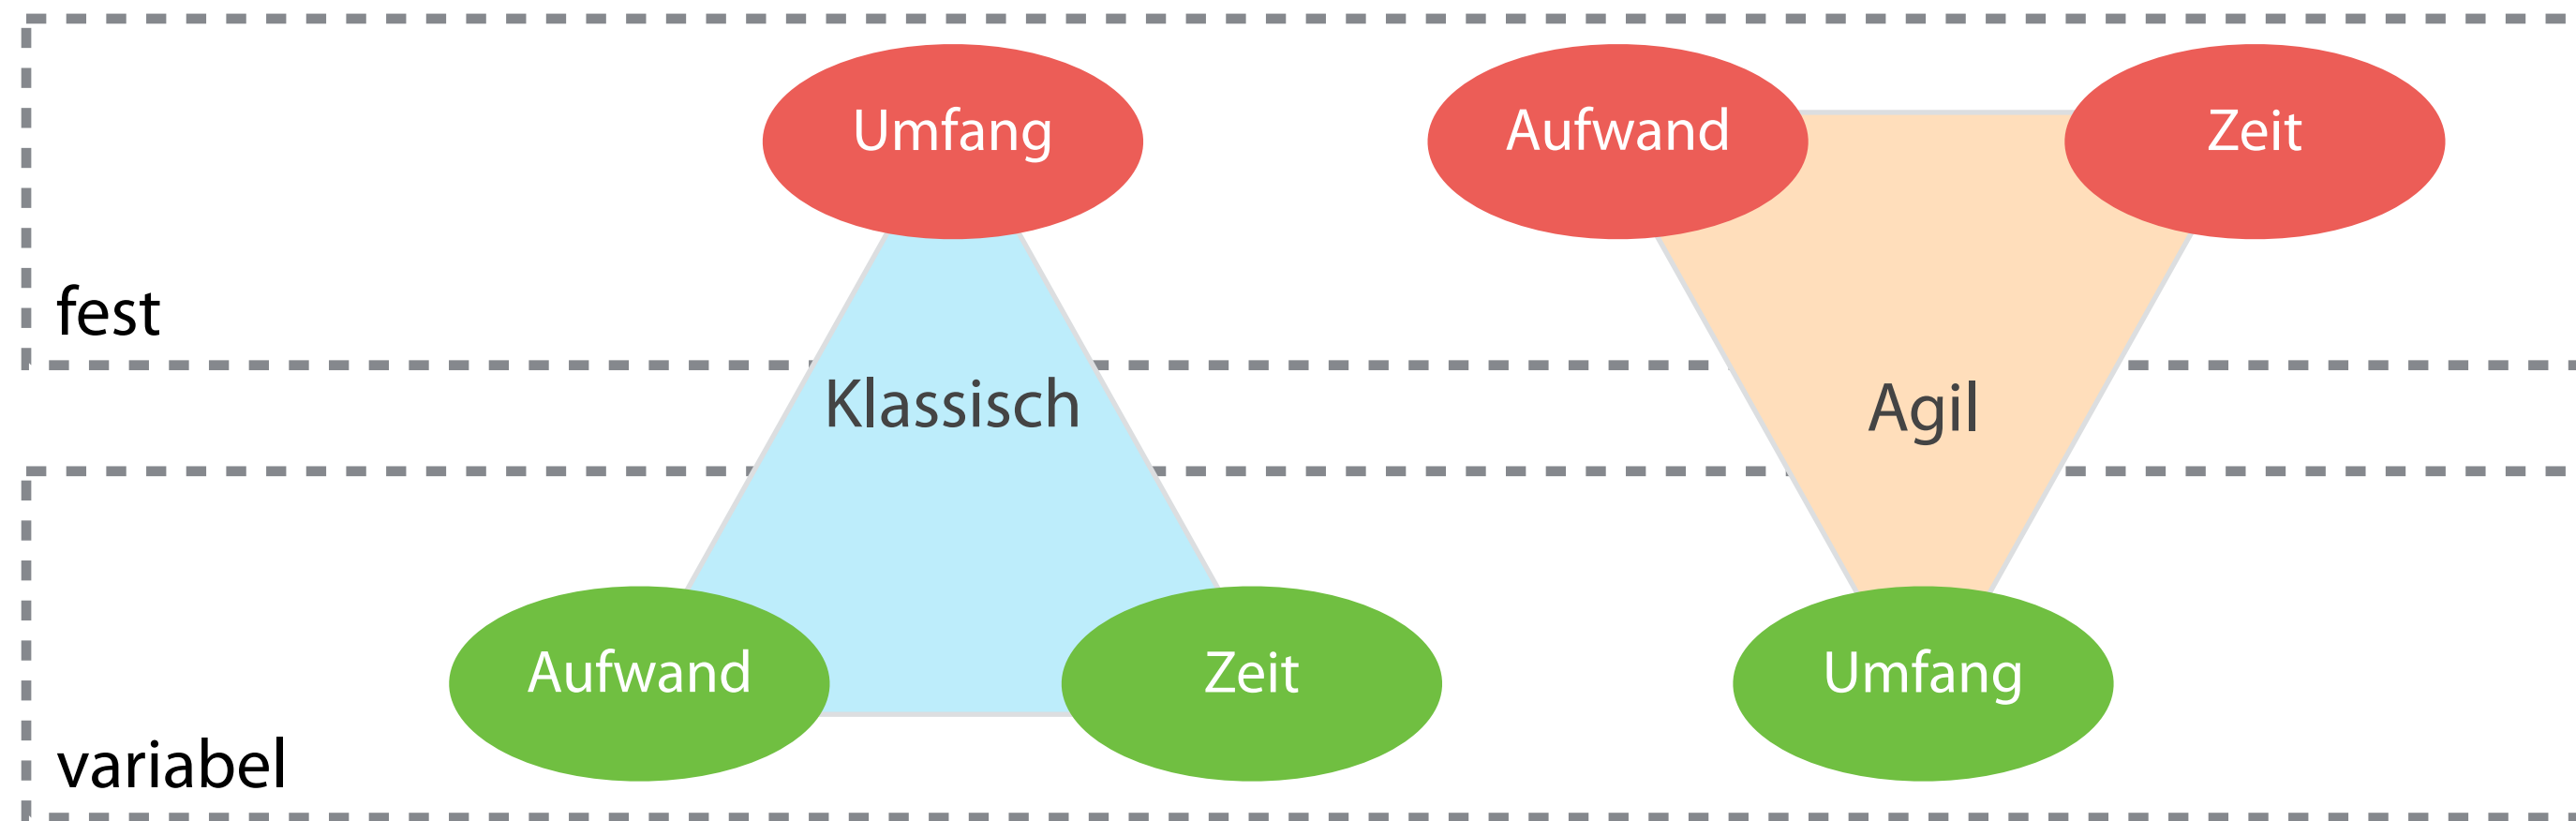 Umfang
Aufwand
Zeit
fest
Klassisch
Agil
Aufwand
Zeit
Umfang
variabel